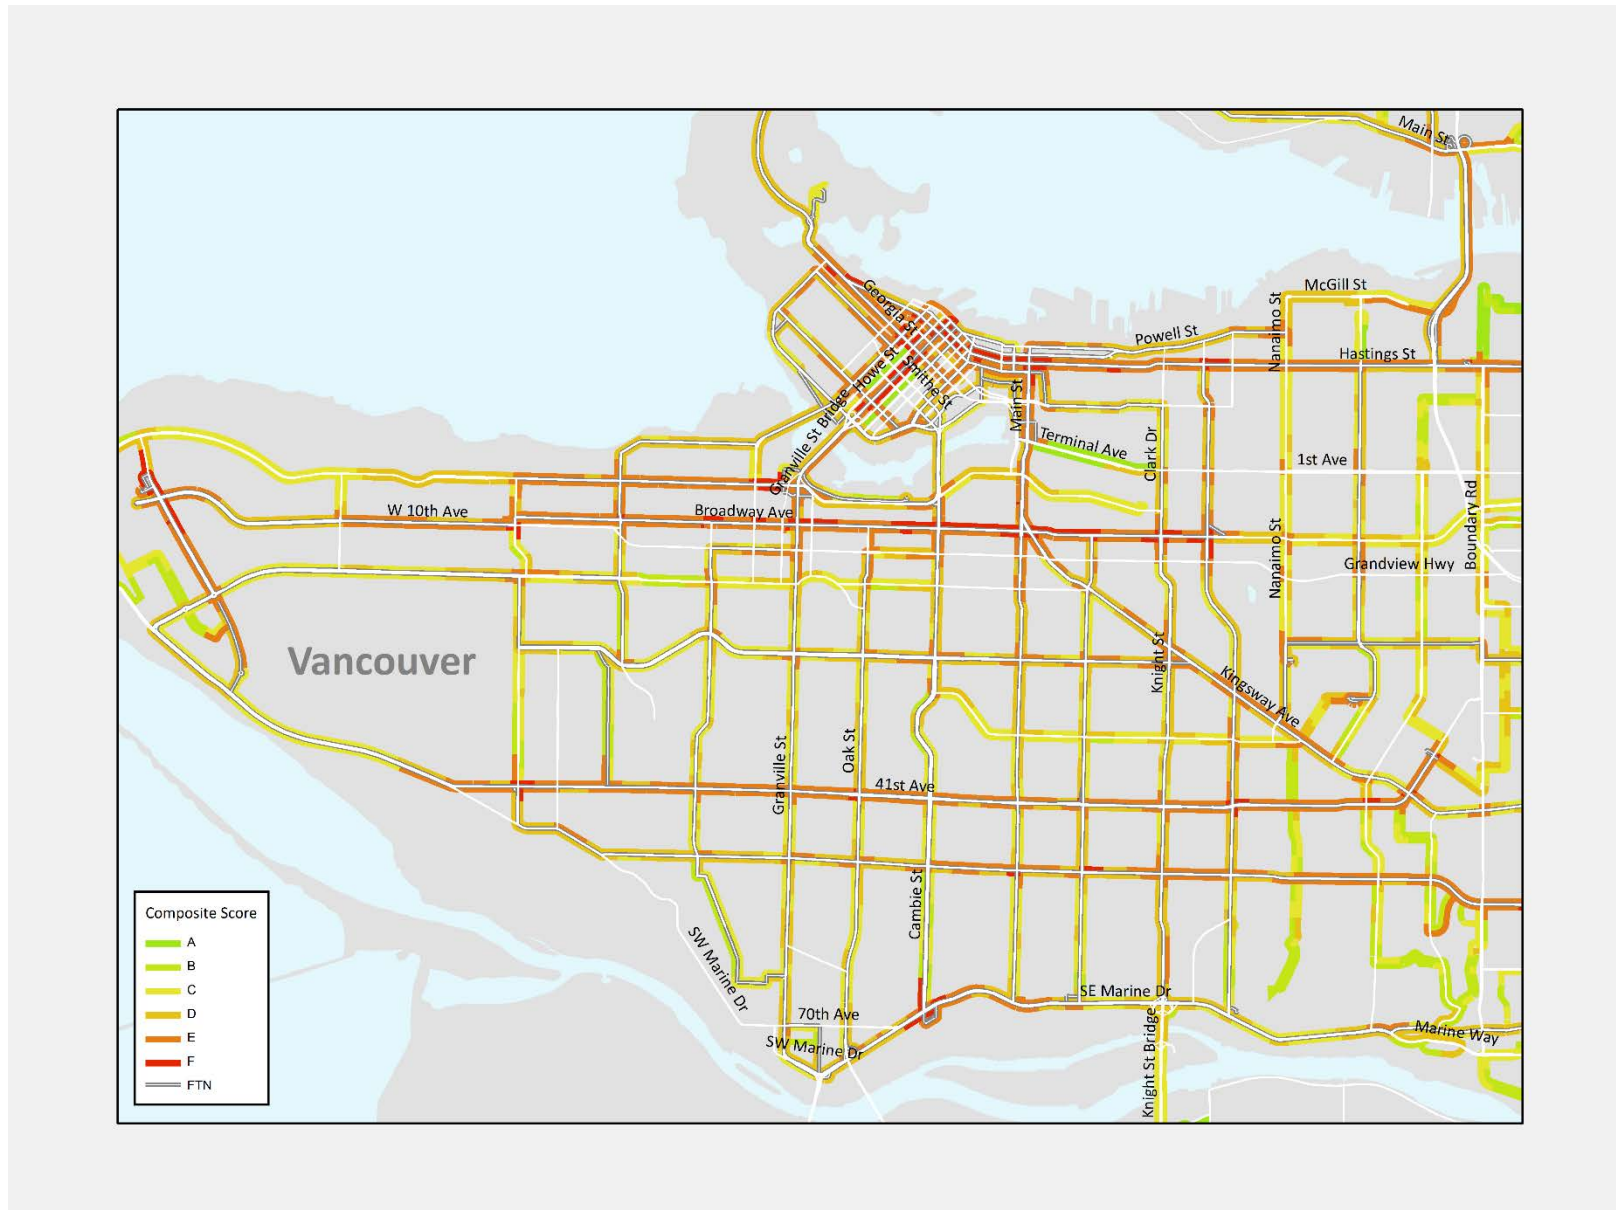 Main St
McGill St
Nanaimo St
Georgia St
Powell St
Hastings St
Howe St
Smithe St
Main St
Granville St Bridge
Terminal Ave
Clark Dr
1st Ave
W 10th Ave
Broadway Ave
Boundary Rd
Nanaimo St
Grandview Hwy
Vancouver
Knight St
Kingsway Ave
Granville St
Oak St
41st Ave
Cambie St
SW Marine Dr
SE Marine Dr
70th Ave
SW Marine Dr
Knight St Bridge
Marine Way
Composite Score
A
B
C
D
E
F
FTN